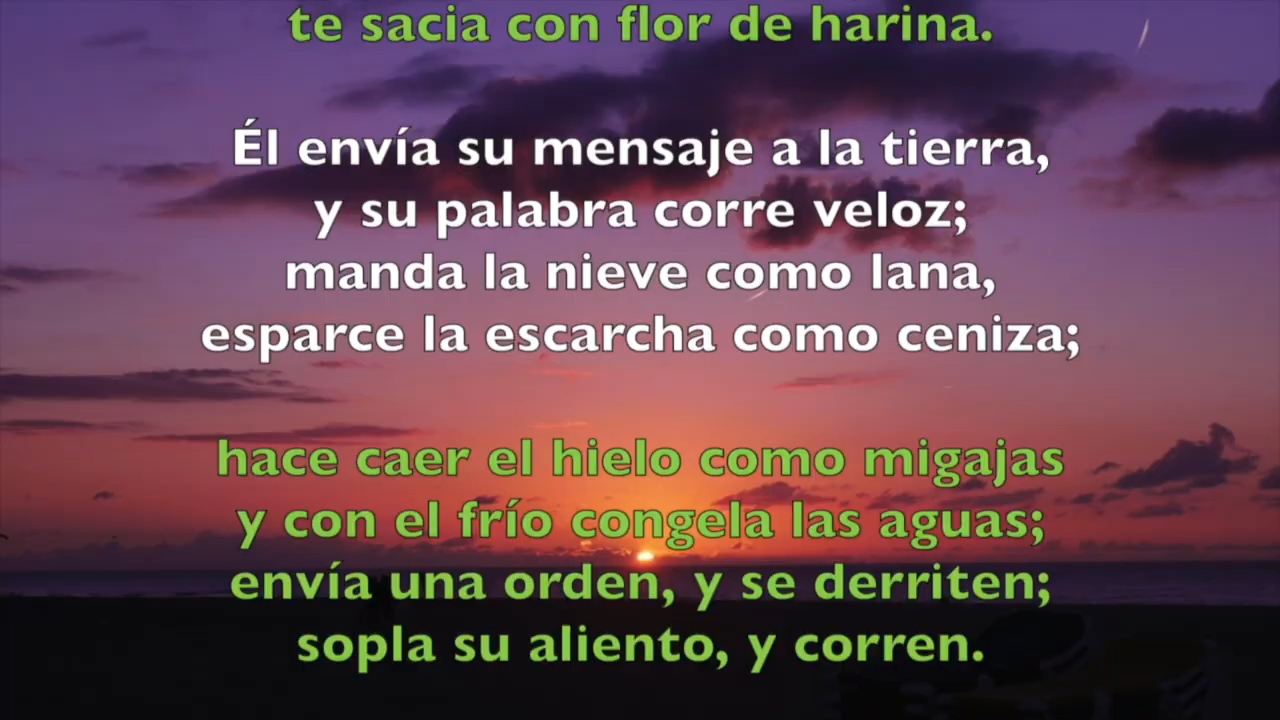 te sacia con flor de harina.
Él envía su mensaje a la tierra,
y su palabra corre veloz;
manda la nieve como lana,
esparce la escarcha como ceniza;
hace caer el hielo como migajas
y con el frío congela las aguas;
envía una orden, y se derriten;
sopla su aliento, y corren.